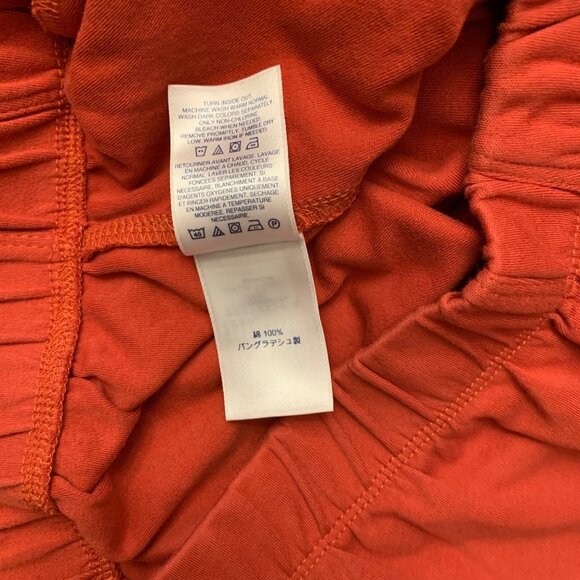 TURN INSIDE OUT.
MACHINE WASH WARM NORMAL
WASH DARK COLORS SEPARATELY.
ONLY NON-CHLORINE
BLEACH WHEN NEEDED.
REMOVE PROMPTLY, TUMBLE DRY
LOW, WARM IRON IF NEEDED.
RETOURNER AVANT LAVAGE. LAVAGE
EN MACHINE A CHAUD, CYCLE
NORMAL. LAVER LES COULEURS
FONCÉES SEPAREMENT. SI
NECESSAIRE, BLANCHIMENT A BASE
D'AGENTS OXYGENES UNIQUEMENT
ET RINCER RAPIDEMENT. SECHAGE
EN MACHINE A TEMPERATURE
MODEREE. REPASSER SI
NECESSAIRE.
40
P
綿 100%
バングラデシュ製